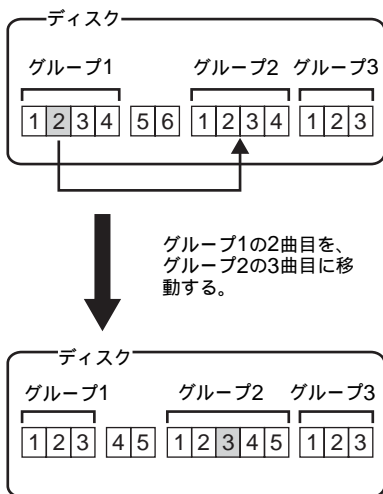 ディスク
グループ1 グループ2 グループ3
1 2 3 4 5 6 1 2 3 4 1 2 3
グループ1の2曲目を、
グループ2の3曲目に移
動する。
ディスク
グループ1 グループ2 グループ3
1 2 3 4 5 1 2 3 4 5 1 2 3